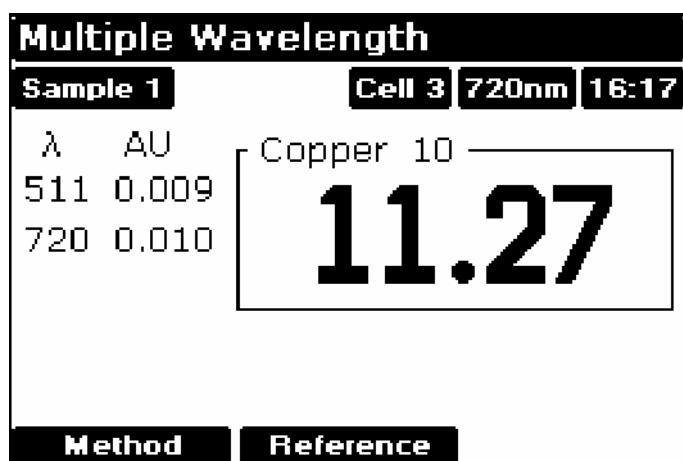 Multiple Wavelength
Sample 1 Cell 3 720nm 16:17
λ AU
Copper 10
511 0.009
11.27
720 0.010
Method Reference